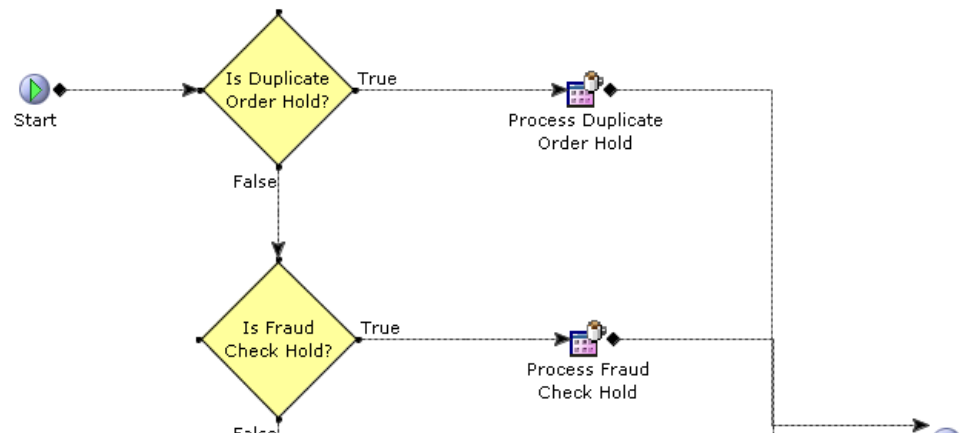 Is Duplicate
Order Hold?
True
Start
Process Duplicate
Order Hold
False
Is Fraud
Check Hold?
True
Process Fraud
Check Hold
False